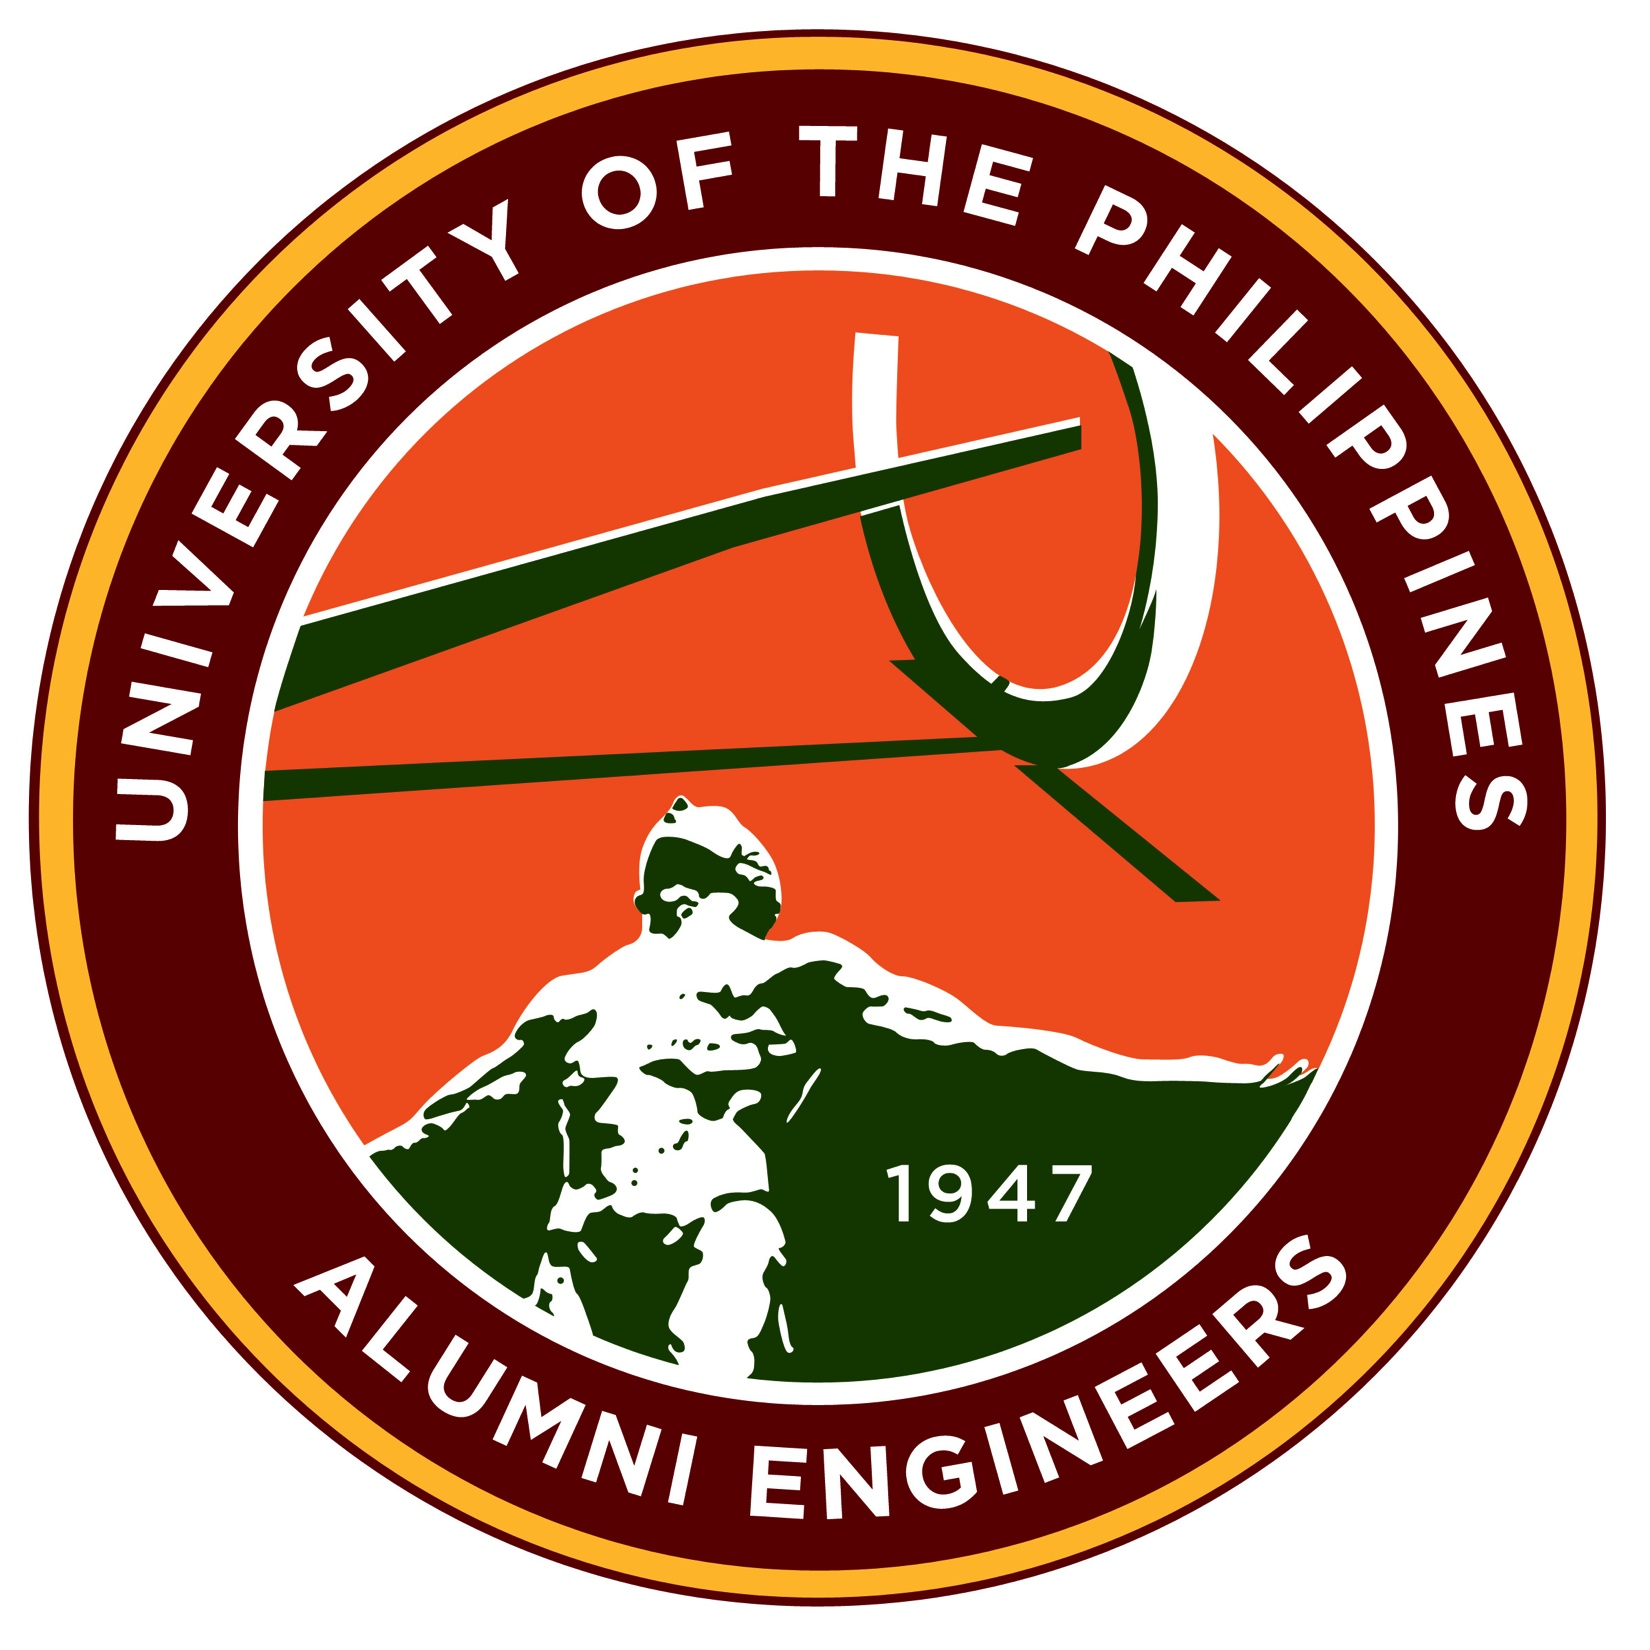 UNIVERSITY OF THE PHILIPPINES
1947
ALUMNI ENGINEERS